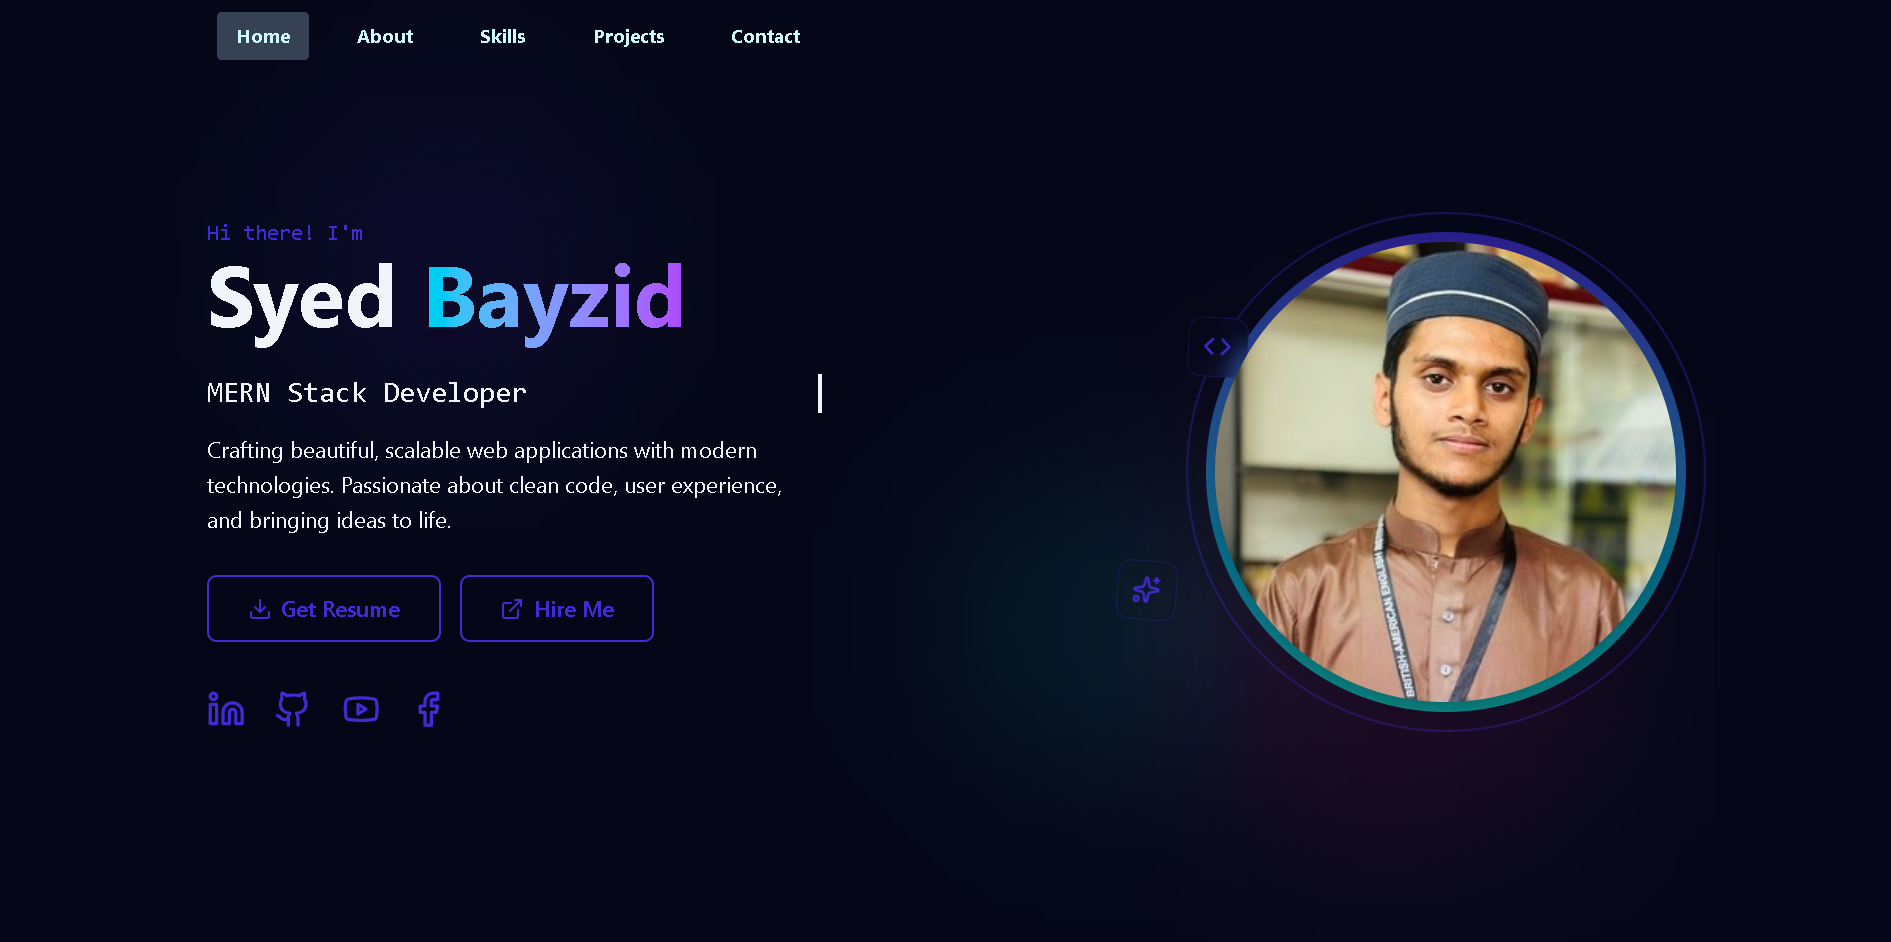 Home About Skills Projects Contact
Hi there! I'm
Syed Bayzid
MERN Stack Developer
Crafting beautiful, scalable web applications with modern
technologies. Passionate about clean code, user experience,
and bringing ideas to life.
Get Resume Hire Me
BRITISH-AMERICAN ENGLISH